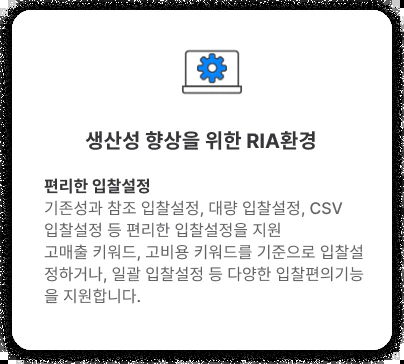 생산성 향상을 위한 RIA환경
편리한 입찰설정
기존성과 참조 입찰설정, 대량 입찰설정, CSV
입찰설정 등 편리한 입찰설정을 지원
고매출 키워드, 고비용 키워드를 기준으로 입찰설
정하거나, 일괄 입찰설정 등 다양한 입찰편의기능
을 지원합니다.